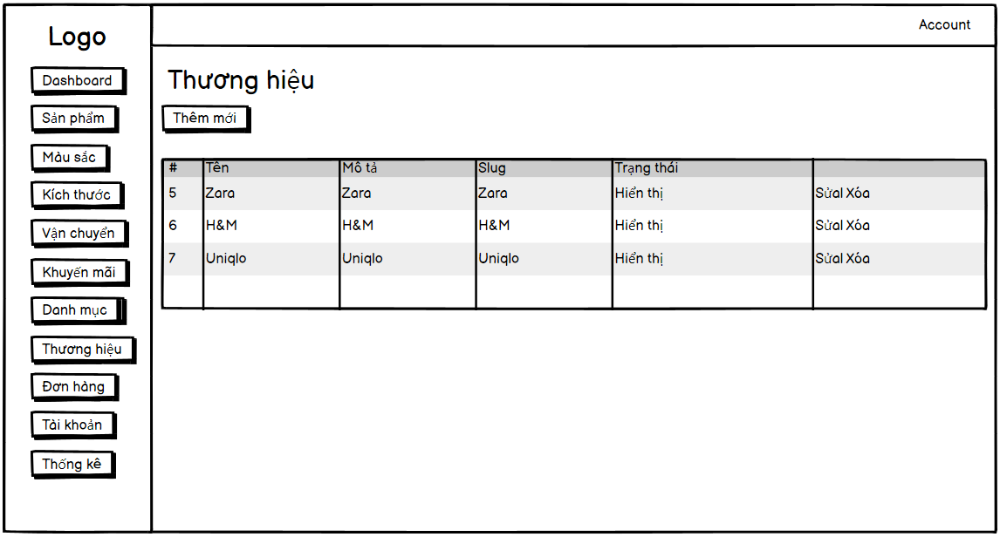 Logo
Account
Dashboard
Sản phẩm
Màu sắc
Kích thước
Vận chuyển
Khuyến mãi
Danh mục
Thương hiệu
Đơn hàng
Tài khoản
Thống kê
Thương hiệu
Thêm mới
# Tên Mô tả Slug Trạng thái
5 Zara Zara Zara Hiển thị Sửa| Xóa
6 H&M H&M H&M Hiển thị Sửa| Xóa
7 Uniqlo Uniqlo Uniqlo Hiển thị Sửa| Xóa